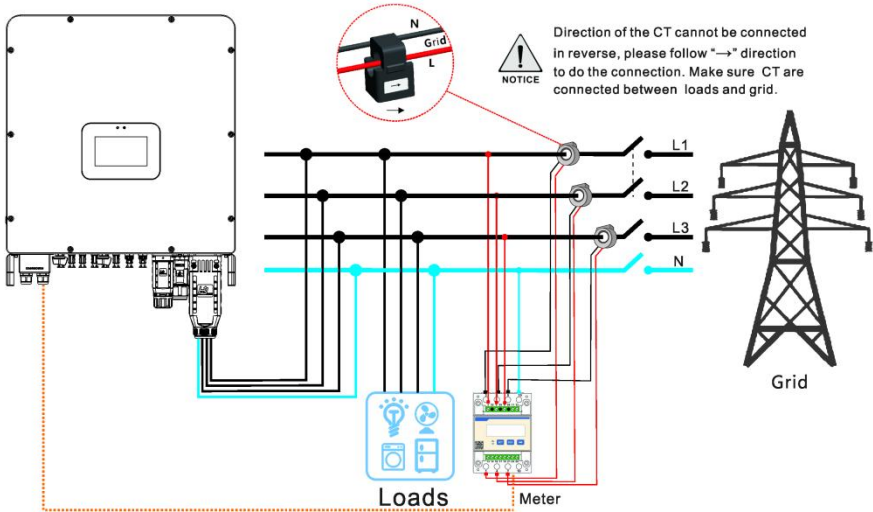 N
Grid
L
→
→
NOTICE
Direction of the CT cannot be connected
in reverse, please follow “→” direction
to do the connection. Make sure CT are
connected between loads and grid.
L1
L2
L3
N
Grid
Loads
Meter